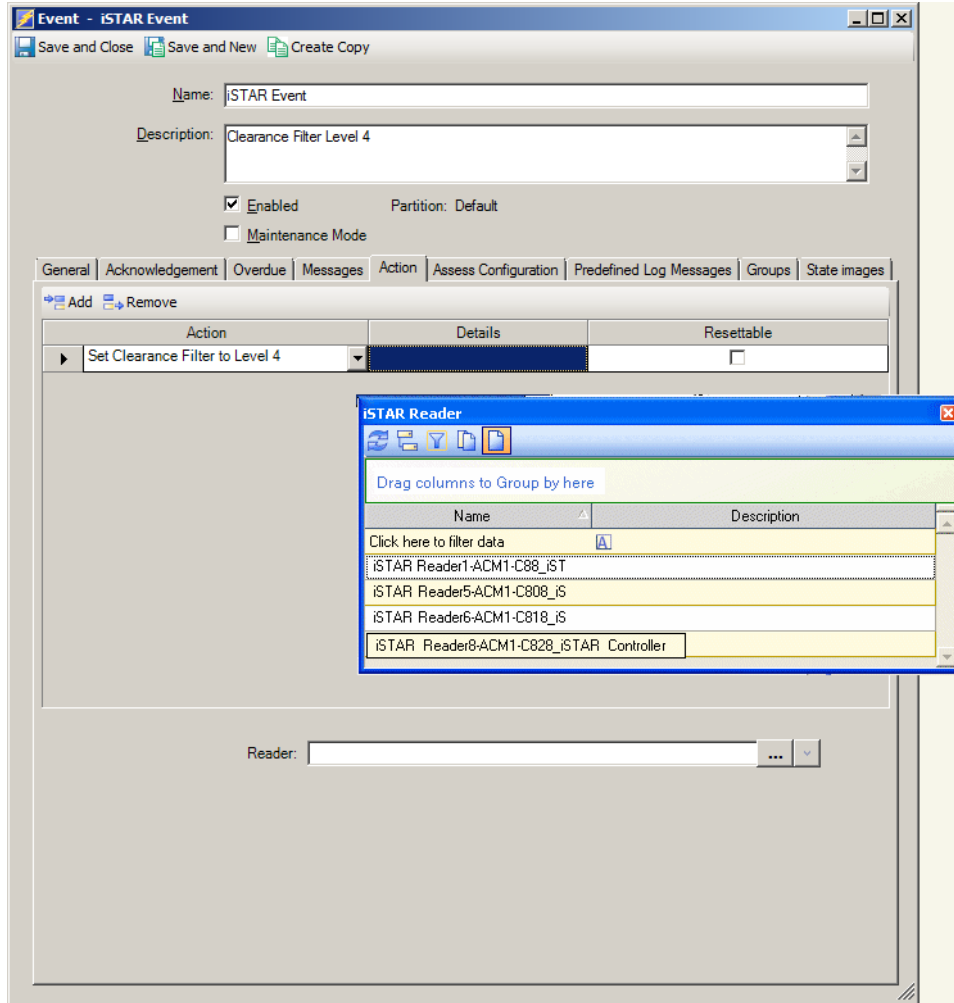 Event - iSTAR Event
Save and Close Save and New Create Copy
Name: iSTAR Event
Description: Clearance Filter Level 4
Enabled Partition: Default
Maintenance Mode
General Acknowledgement Overdue Messages Action Assess Configuration Predefined Log Messages Groups State images
Add Remove
Action Details Resettable
Set Clearance Filter to Level 4
iSTAR Reader
Drag columns to Group by here
Name Description
Click here to filter data A
iSTAR Reader1-ACM1-C88_iST
iSTAR Reader5-ACM1-C808_iS
iSTAR Reader6-ACM1-C818_iS
iSTAR Reader8-ACM1-C828_iSTAR Controller
Reader: ...